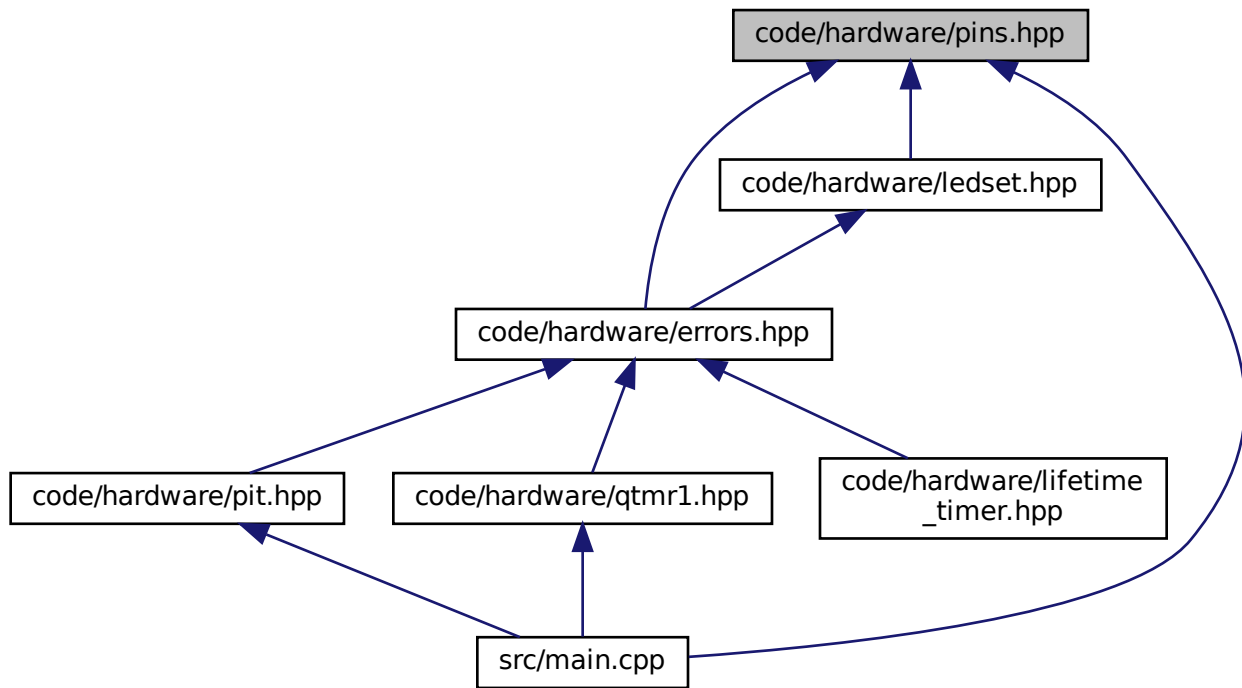 code/hardware/pins.hpp
code/hardware/ledset.hpp
code/hardware/errors.hpp
code/hardware/pit.hpp
code/hardware/qtmr1.hpp
code/hardware/lifetime
_timer.hpp
src/main.cpp